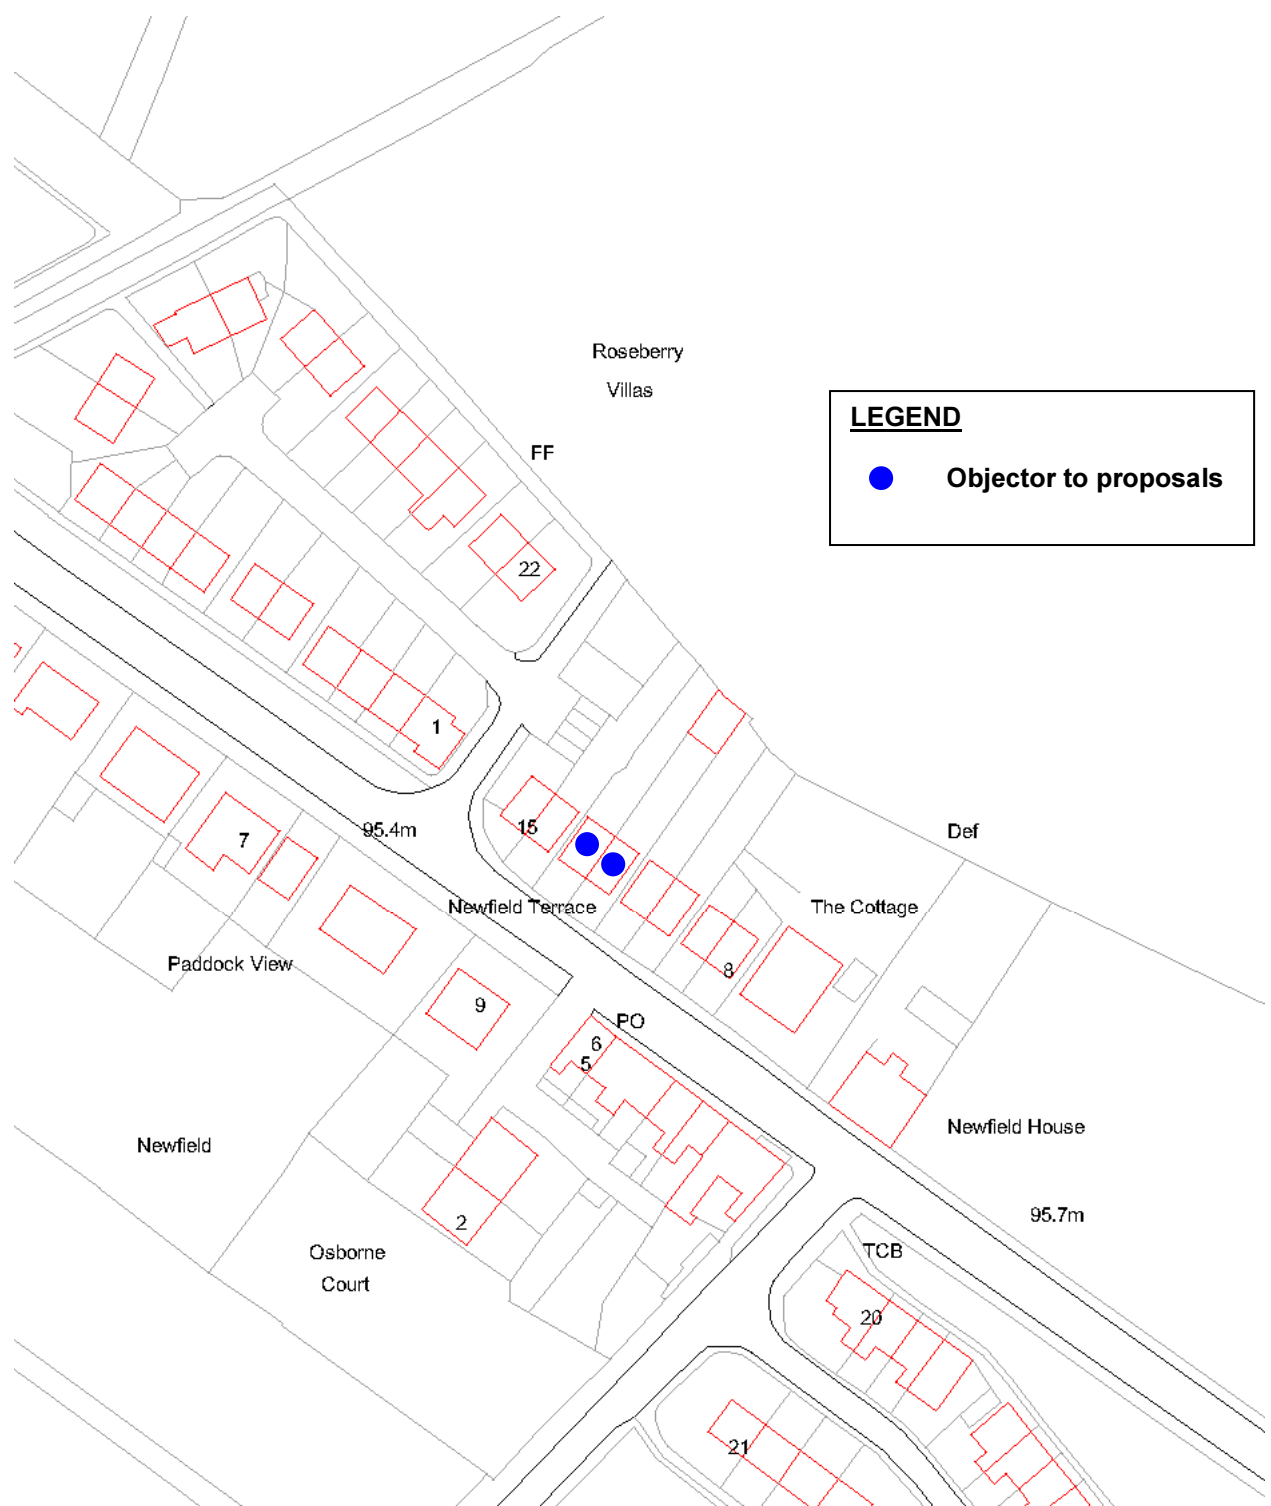 Roseberry
Villas
LEGEND
Objector to proposals
FF
22
1
15
95.4m
7
Def
Newfield Terrace
The Cottage
Paddock View
8
9
PO
6
5
Newfield
Newfield House
2
95.7m
Osborne
Court
TCB
20
21